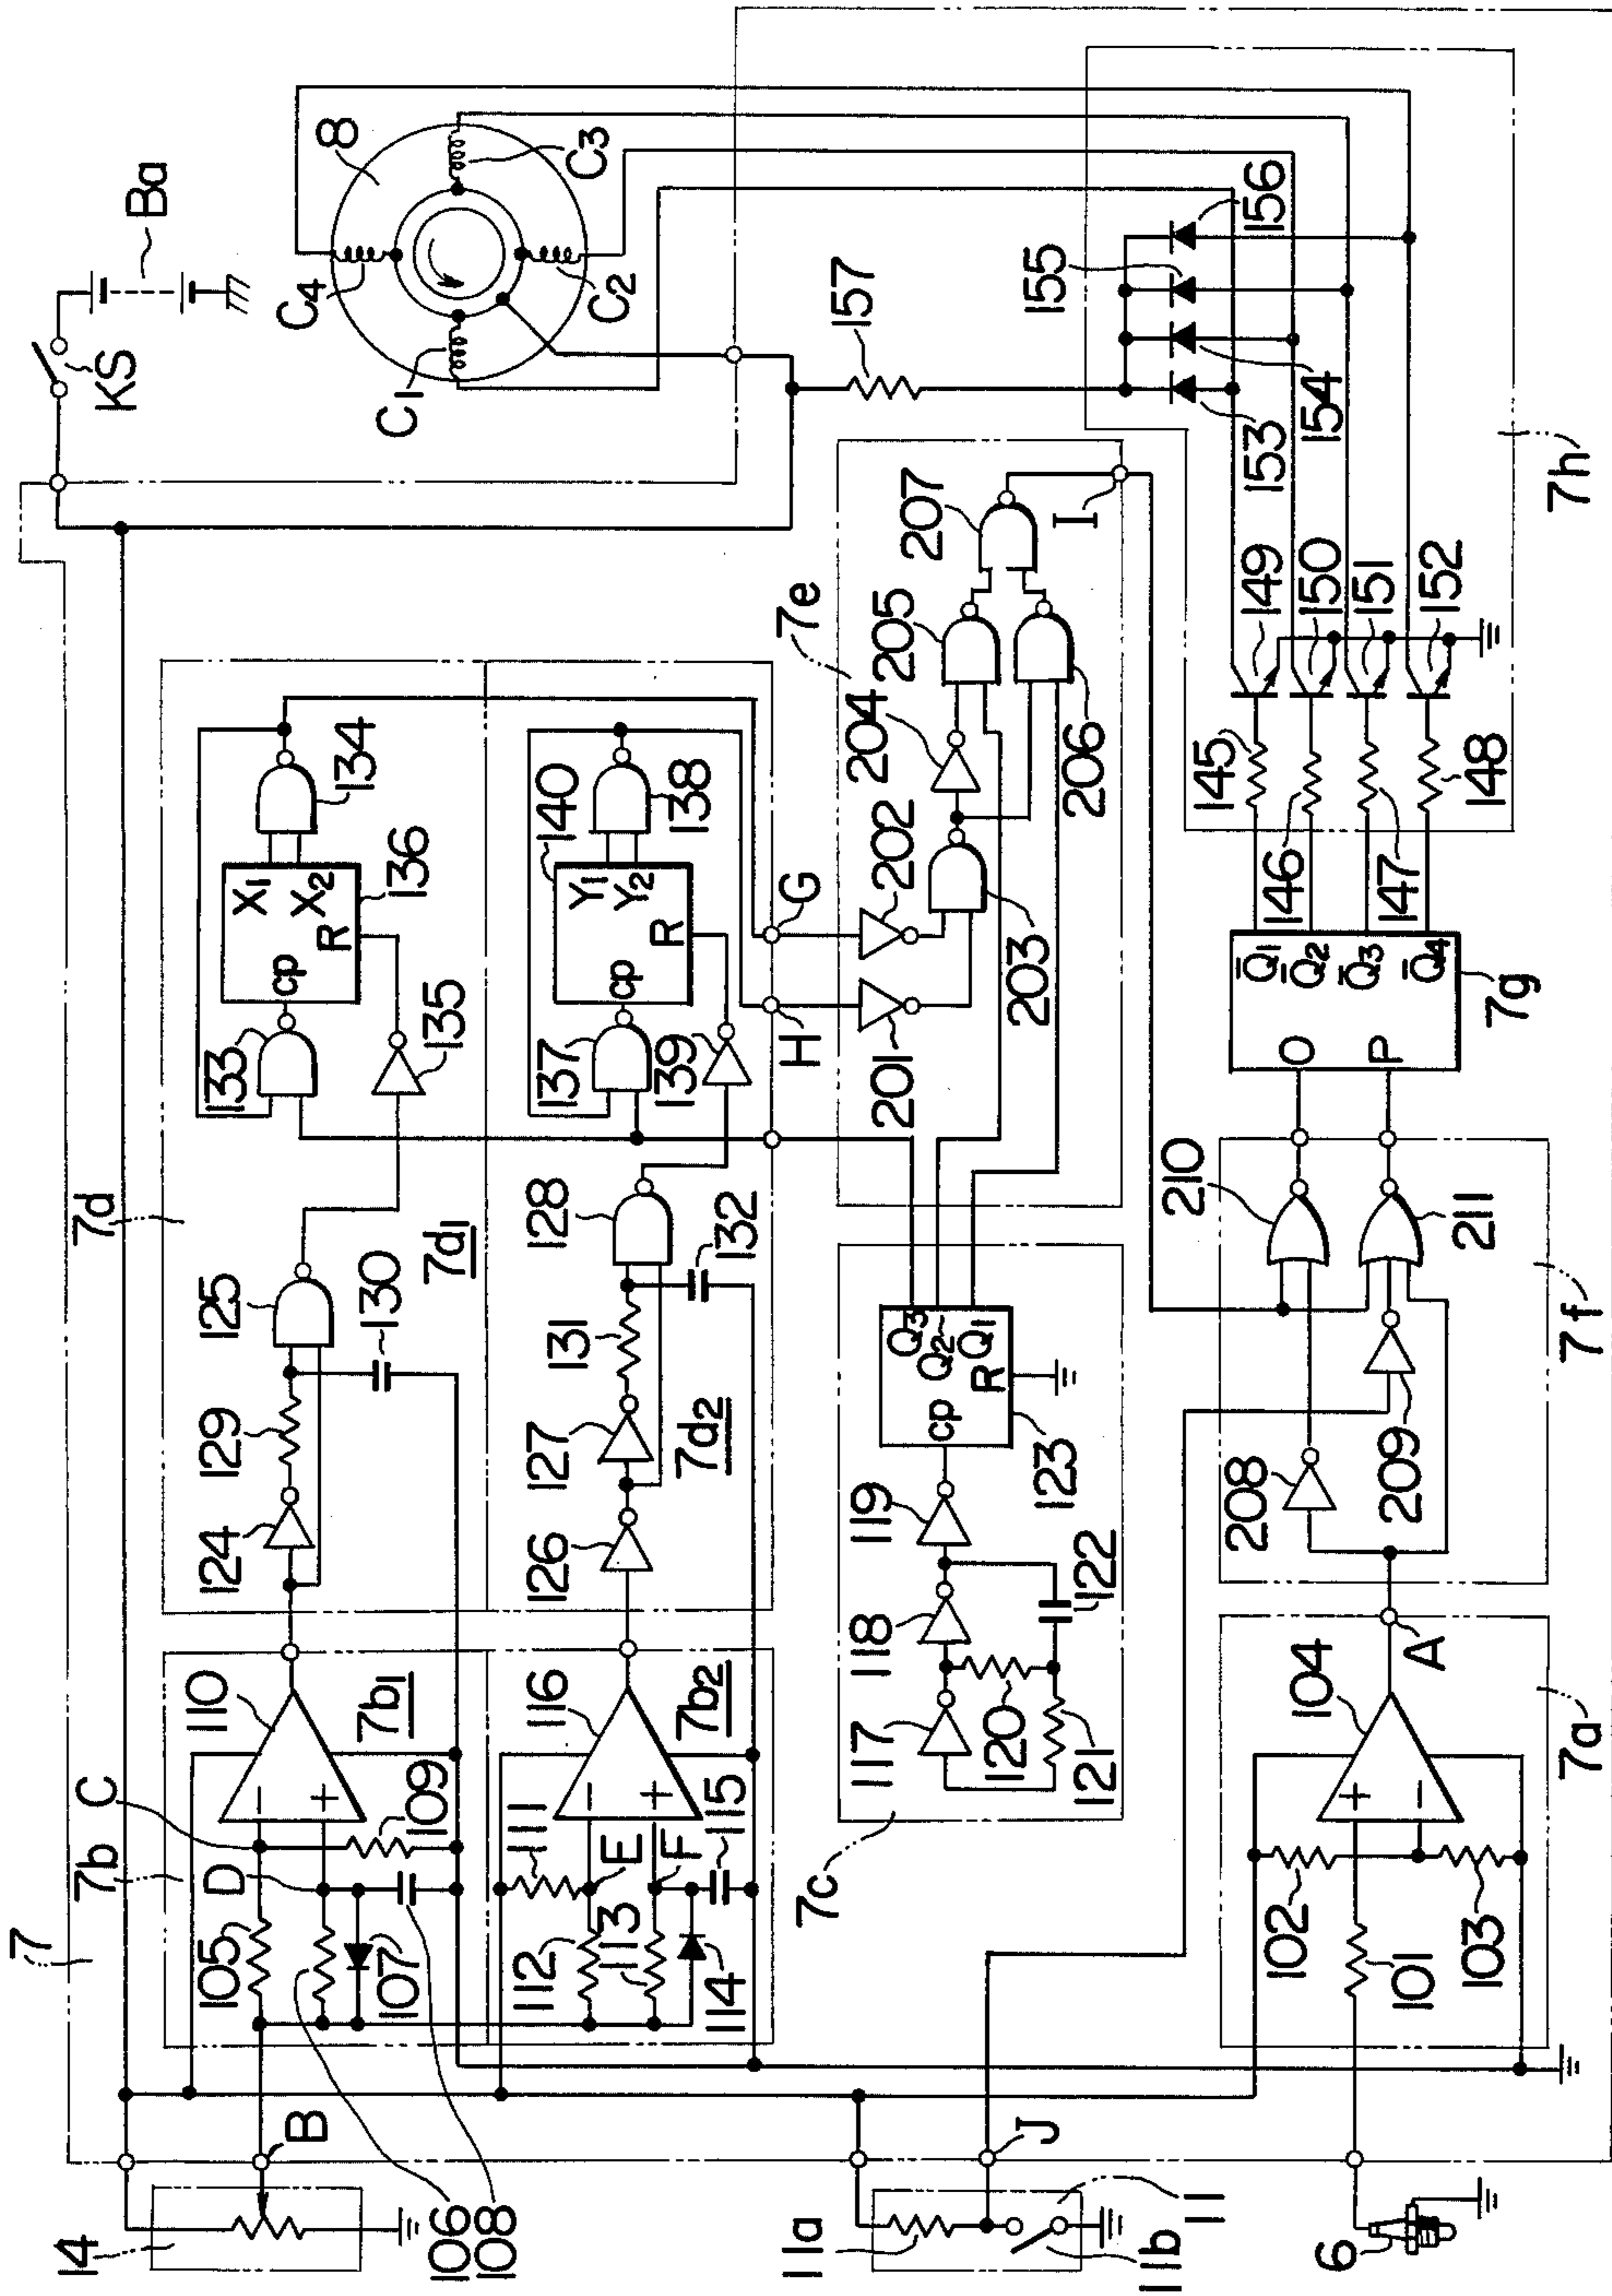 14
7
7b
C
D
105
106
107
108
109
110
7b1
B
111
112
113
114
115
116
7b2
E
F
7d
124
125
129
130
7d1
126
127
128
131
132
7d2
133
134
135
136
cp
X1
X2
R
137
138
139
140
cp
Y1
Y2
R
G
H
KS
Ba
8
C1
C2
C3
C4
7c
117
118
119
120
121
122
123
cp
Q3
Q2
Q1
R
7e
201
202
203
204
205
206
207
I
157
155
156
153
154
7h
11a
11b
11
J
6
7a
101
102
103
104
A
7f
208
209
210
211
O
P
Q̄1
Q̄2
Q̄3
Q̄4
7g
145
146
147
148
149
150
151
152